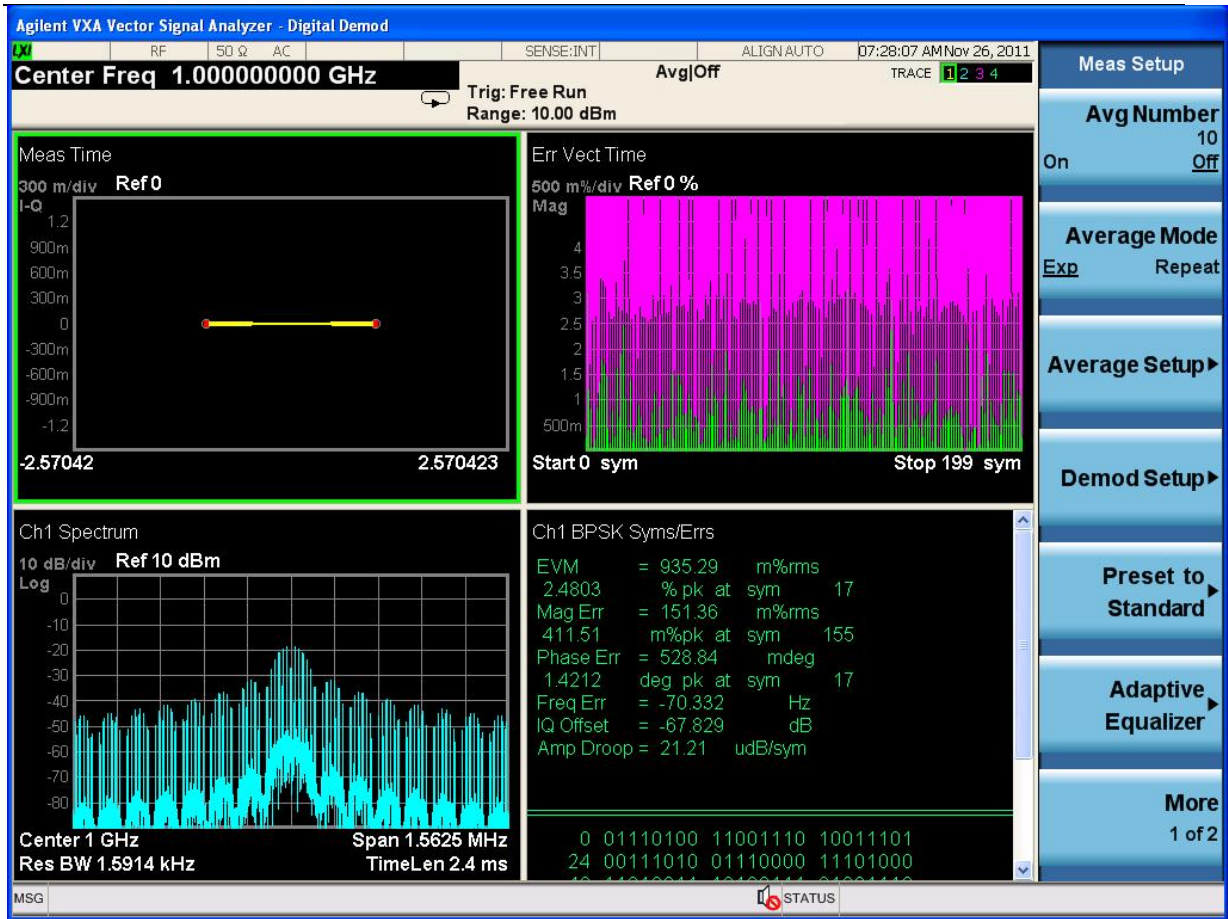 Agilent VXA Vector Signal Analyzer - Digital Demod
LXI RF 50 Ω AC SENSE:INT ALIGN AUTO 07:28:07 AM Nov 26, 2011
Center Freq 1.000000000 GHz
Trig: Free Run
Range: 10.00 dBm
Avg|Off
TRACE 1 2 3 4
Meas Time
300 m/div Ref 0
I-Q
1.2
900m
600m
300m
0
-300m
-600m
-900m
-1.2
-2.57042 2.570423
Err Vect Time
500 m%/div Ref 0 %
Mag
4
3.5
3
2.5
2
1.5
1
500m
Start 0 sym Stop 199 sym
Ch1 Spectrum
10 dB/div Ref 10 dBm
Log
0
-10
-20
-30
-40
-50
-60
-70
-80
Center 1 GHz Span 1.5625 MHz
Res BW 1.5914 kHz TimeLen 2.4 ms
Ch1 BPSK Syms/Errs
EVM = 935.29 m%rms
2.4803 % pk at sym 17
Mag Err = 151.36 m%rms
411.51 m%pk at sym 155
Phase Err = 528.84 mdeg
1.4212 deg pk at sym 17
Freq Err = -70.332 Hz
IQ Offset = -67.829 dB
Amp Droop = 21.21 udB/sym
0 01110100 11001110 10011101
24 00111010 01110000 11101000
Meas Setup
Avg Number
10
On Off
Average Mode
Exp Repeat
Average Setup
Demod Setup
Preset to
Standard
Adaptive
Equalizer
More
1 of 2
MSG STATUS